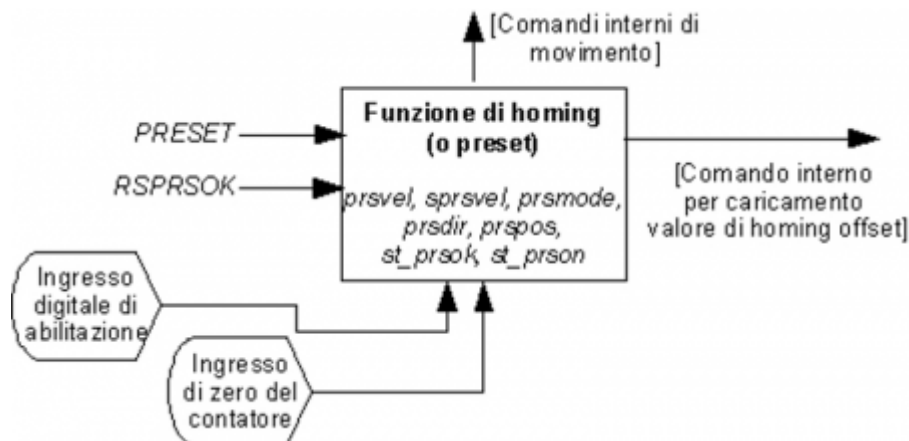 [Comandi interni di
movimento]
Funzione di homing
(o preset)
PRESET
RSPRSOK
prsvel, sprsvel, prsmode,
prsdir, prspos,
st_prsok, st_prson
[Comando interno
per caricamento
valore di homing offset]
Ingresso
digitale di
abilitazione
Ingresso
di zero del
contatore